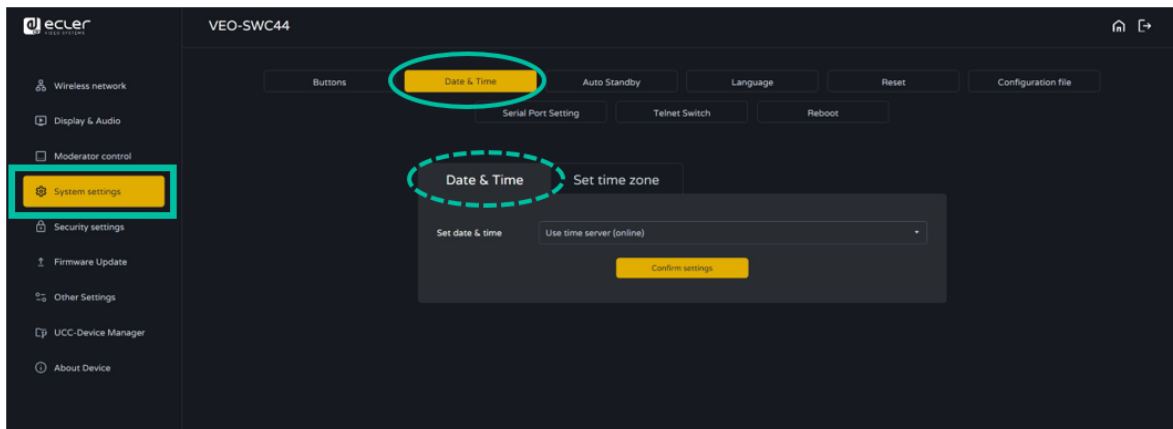 ecler
VIDEO SYSTEMS
VEO-SWC44
Wireless network
Display & Audio
Moderator control
System settings
Security settings
Firmware Update
Other Settings
UCC-Device Manager
About Device
Buttons
Date & Time
Auto Standby
Language
Reset
Configuration file
Serial Port Setting
Telnet Switch
Reboot
Date & Time
Set time zone
Set date & time
Use time server (online)
Confirm settings